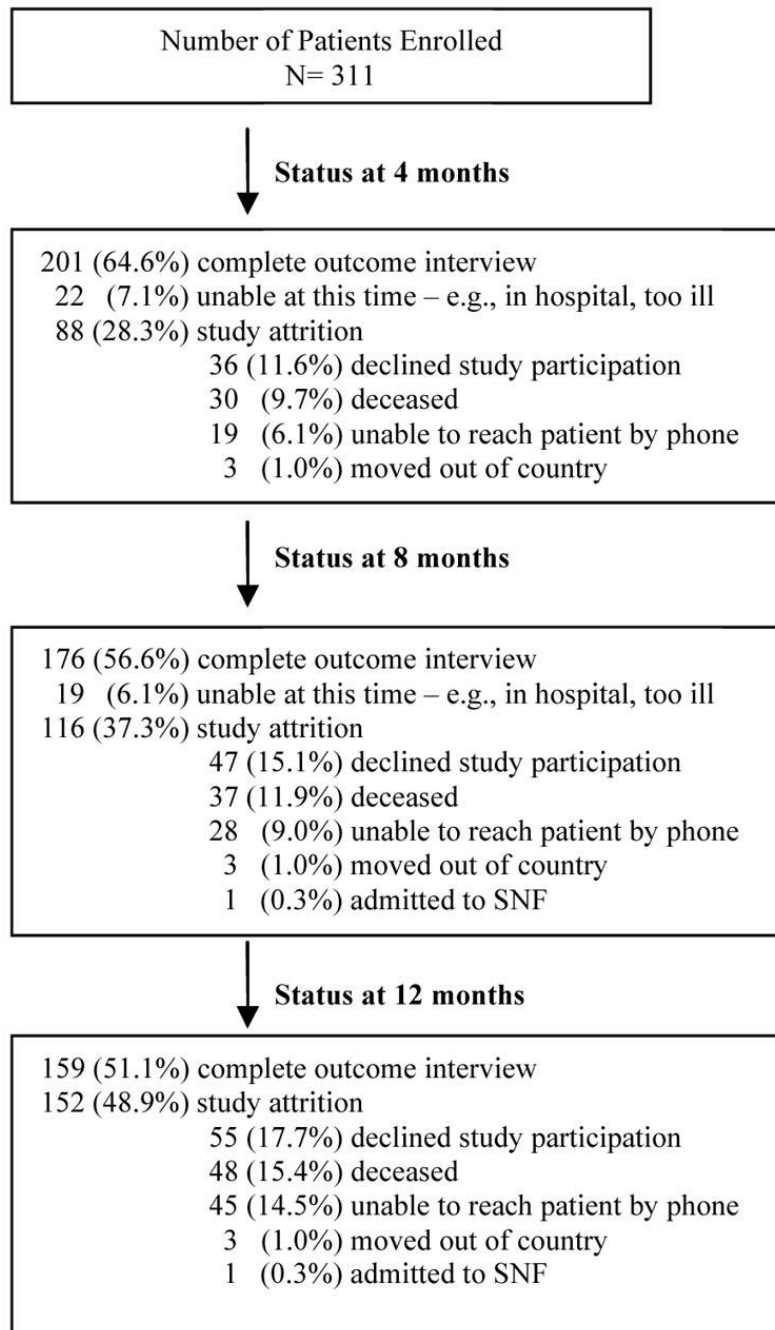 Number of Patients Enrolled
N= 311
Status at 4 months
201 (64.6%) complete outcome interview
22 (7.1%) unable at this time – e.g., in hospital, too ill
88 (28.3%) study attrition
36 (11.6%) declined study participation
30 (9.7%) deceased
19 (6.1%) unable to reach patient by phone
3 (1.0%) moved out of country
Status at 8 months
176 (56.6%) complete outcome interview
19 (6.1%) unable at this time – e.g., in hospital, too ill
116 (37.3%) study attrition
47 (15.1%) declined study participation
37 (11.9%) deceased
28 (9.0%) unable to reach patient by phone
3 (1.0%) moved out of country
1 (0.3%) admitted to SNF
Status at 12 months
159 (51.1%) complete outcome interview
152 (48.9%) study attrition
55 (17.7%) declined study participation
48 (15.4%) deceased
45 (14.5%) unable to reach patient by phone
3 (1.0%) moved out of country
1 (0.3%) admitted to SNF